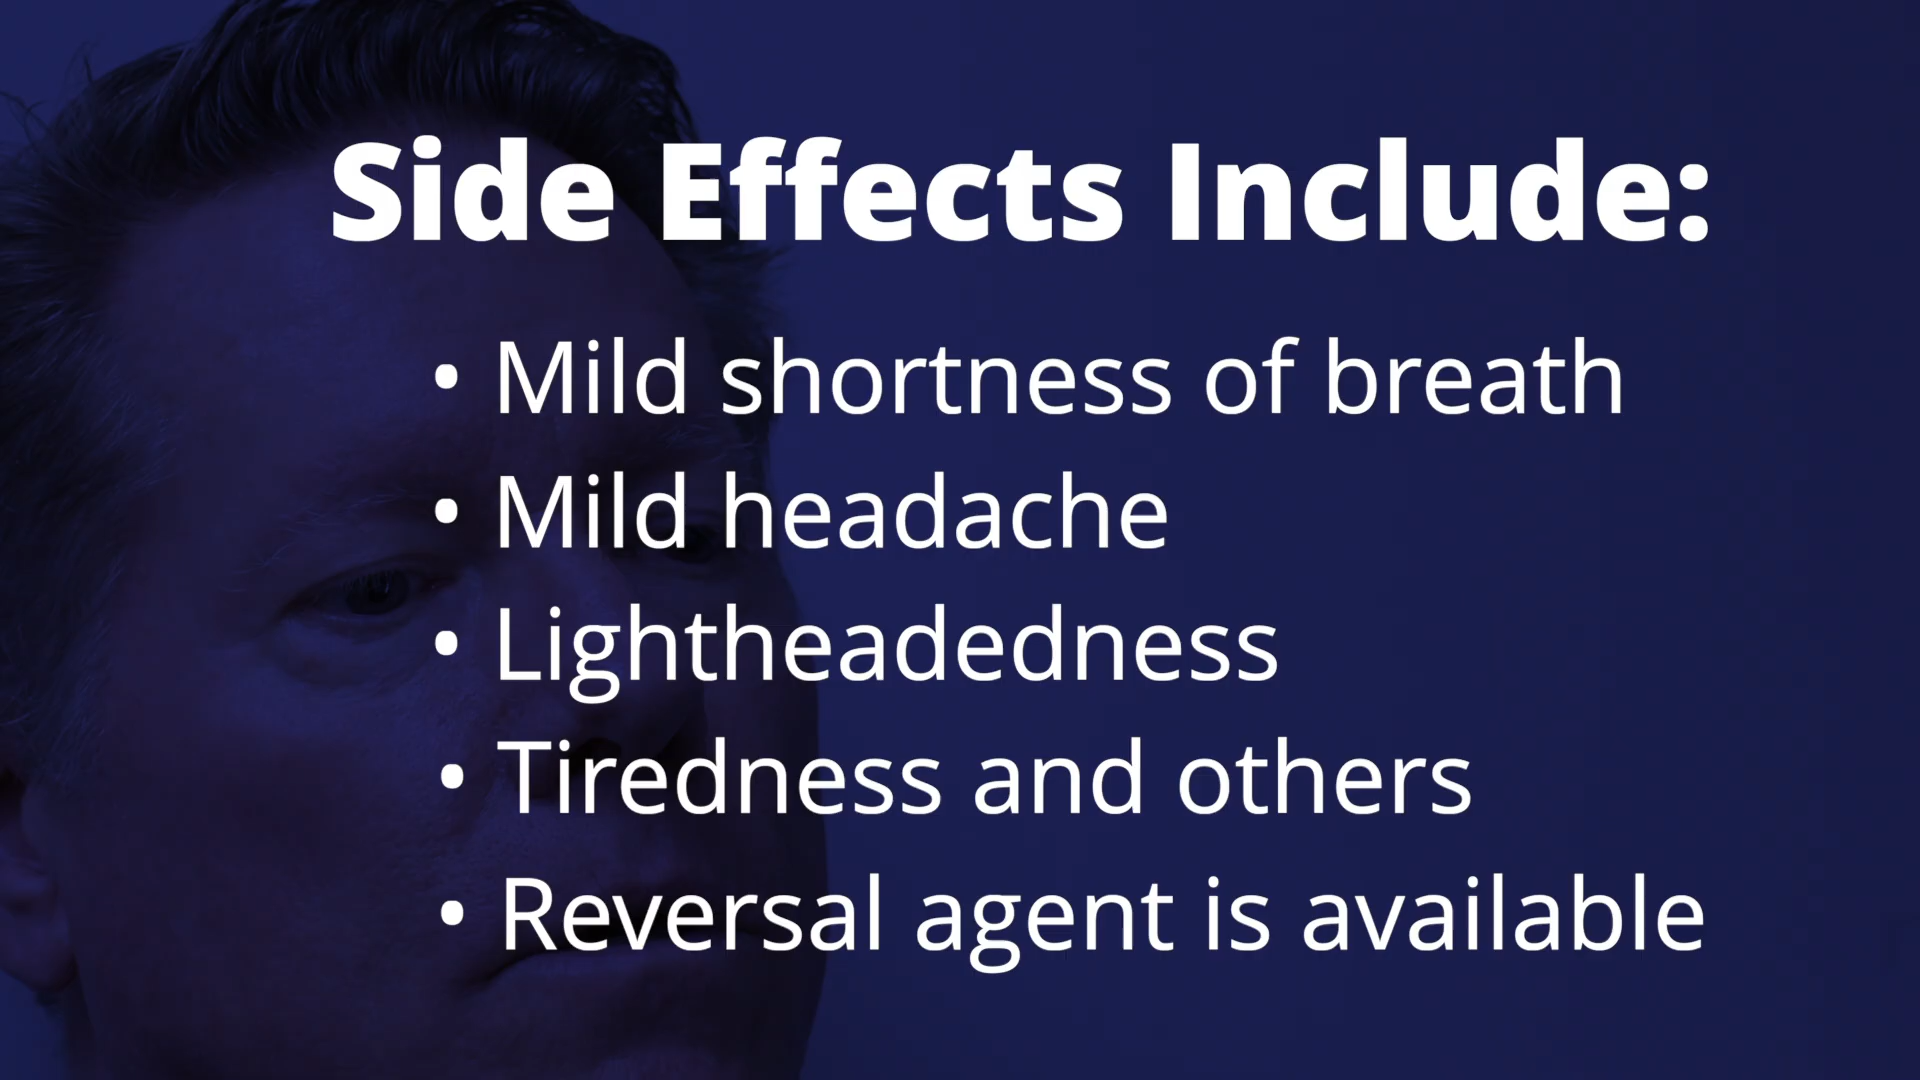 Side Effects Include:
• Mild shortness of breath
• Mild headache
• Lightheadedness
• Tiredness and others
• Reversal agent is available